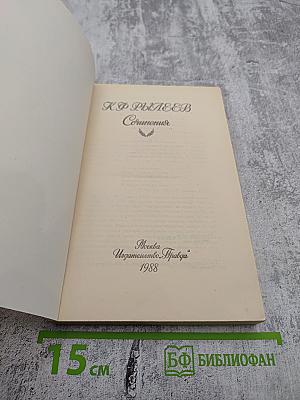 К.Ф. РЫЛЕЕВ
Сочинения
Москва
Издательство „Правда"
1988
15 см
БФ БИБЛИОФАН